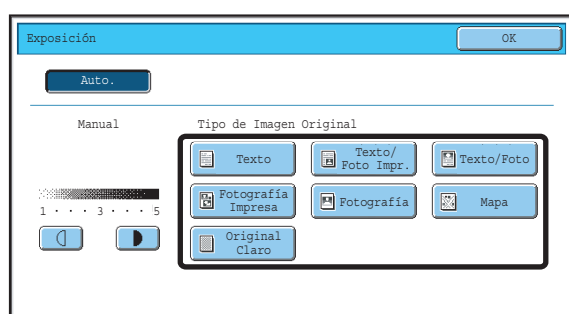 Exposición
OK
Auto.
Manual
Tipo de Imagen Original
Texto
Texto/
Foto Impr.
Texto/Foto
Fotografía
Impresa
Fotografía
Mapa
1 · · · 3 · · · 5
Original
Claro